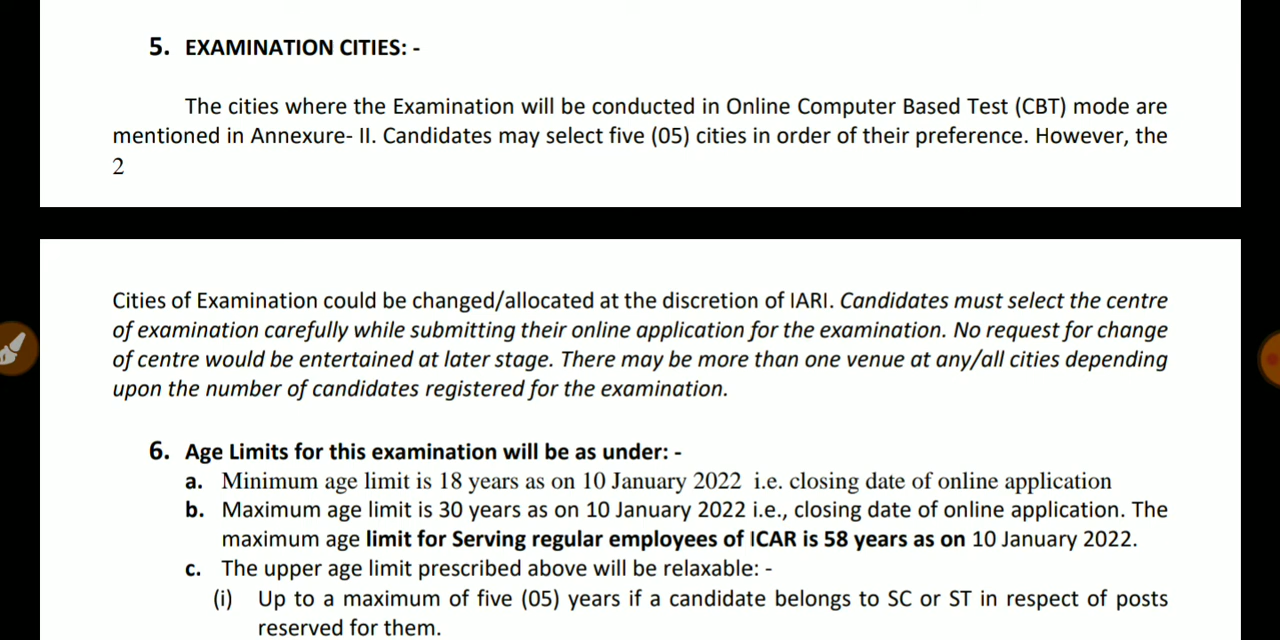 5. EXAMINATION CITIES: -
The cities where the Examination will be conducted in Online Computer Based Test (CBT) mode are
mentioned in Annexure- II. Candidates may select five (05) cities in order of their preference. However, the
2
Cities of Examination could be changed/allocated at the discretion of IARI. Candidates must select the centre
of examination carefully while submitting their online application for the examination. No request for change
of centre would be entertained at later stage. There may be more than one venue at any/all cities depending
upon the number of candidates registered for the examination.
6. Age Limits for this examination will be as under: -
a. Minimum age limit is 18 years as on 10 January 2022 i.e. closing date of online application
b. Maximum age limit is 30 years as on 10 January 2022 i.e., closing date of online application. The
maximum age limit for Serving regular employees of ICAR is 58 years as on 10 January 2022.
c. The upper age limit prescribed above will be relaxable: -
(i) Up to a maximum of five (05) years if a candidate belongs to SC or ST in respect of posts
reserved for them.